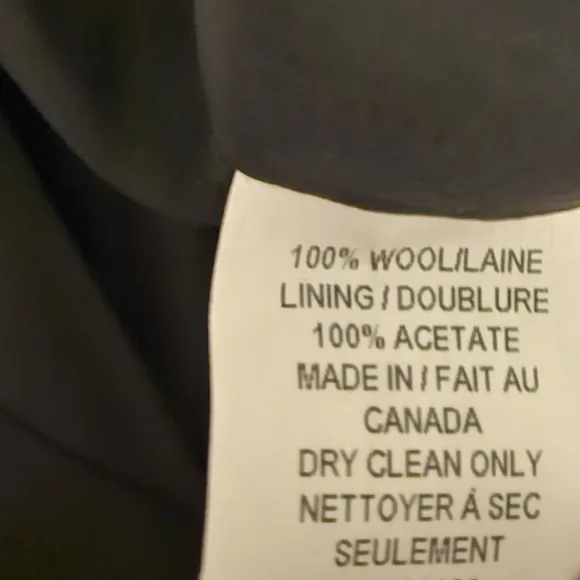 100% WOOL/LAINE
LINING / DOUBLURE
100% ACETATE
MADE IN / FAIT AU
CANADA
DRY CLEAN ONLY
NETTOYER À SEC
SEULEMENT